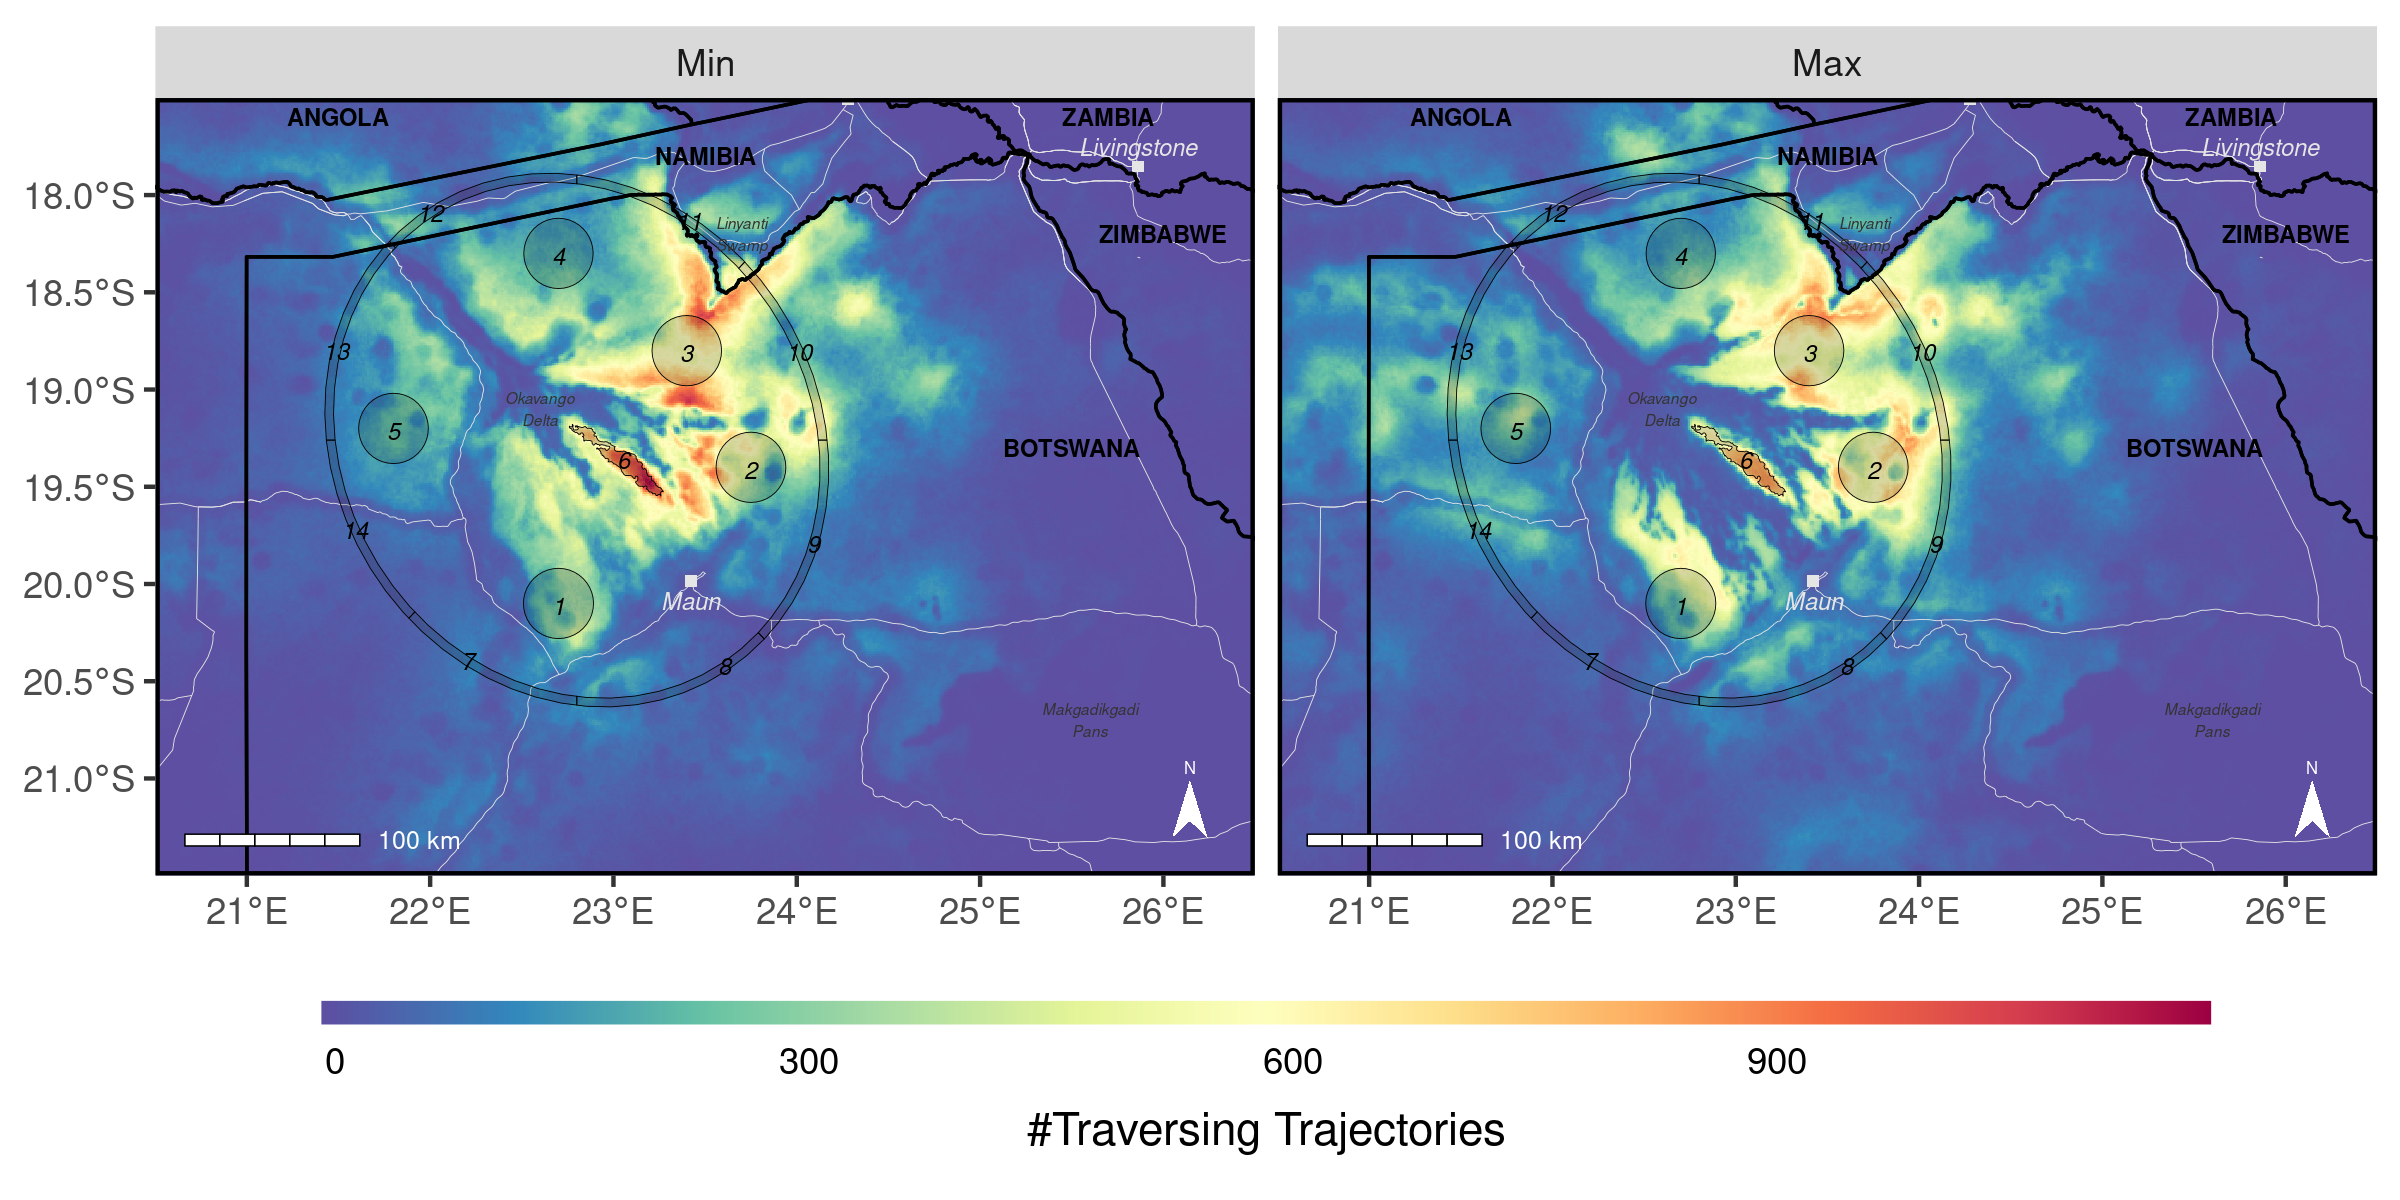 Min
Max
ANGOLA
ZAMBIA
Livingstone
NAMIBIA
12
11
Linyanti
Swamp
ZIMBABWE
4
3
10
13
Okavango
Delta
5
6
2
BOTSWANA
14
9
1
Maun
7
8
Makgadikgadi
Pans
N
100 km
ANGOLA
ZAMBIA
Livingstone
NAMIBIA
12
11
Linyanti
Swamp
ZIMBABWE
4
3
10
13
Okavango
Delta
5
6
2
BOTSWANA
14
9
1
Maun
7
8
Makgadikgadi
Pans
N
100 km
18.0°S
18.5°S
19.0°S
19.5°S
20.0°S
20.5°S
21.0°S
21°E 22°E 23°E 24°E 25°E 26°E
21°E 22°E 23°E 24°E 25°E 26°E
0 300 600 900
#Traversing Trajectories